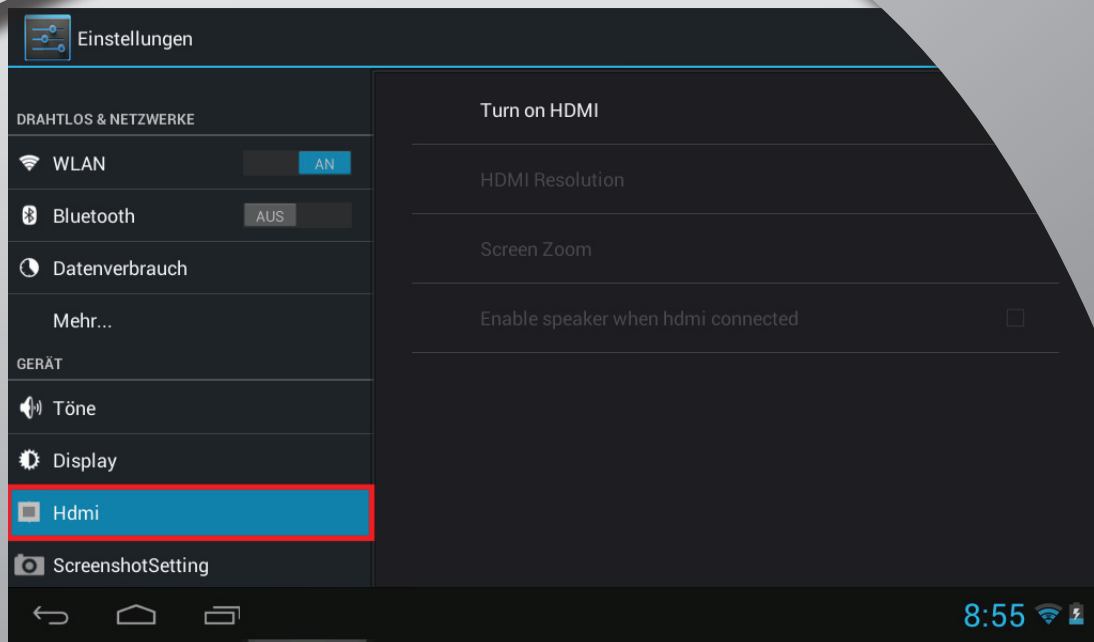 Einstellungen
DRAHTLOS & NETZWERKE
WLAN AN
Bluetooth AUS
Datenverbrauch
Mehr...
GERÄT
Töne
Display
Hdmi
ScreenshotSetting
Turn on HDMI
HDMI Resolution
Screen Zoom
Enable speaker when hdmi connected
8:55